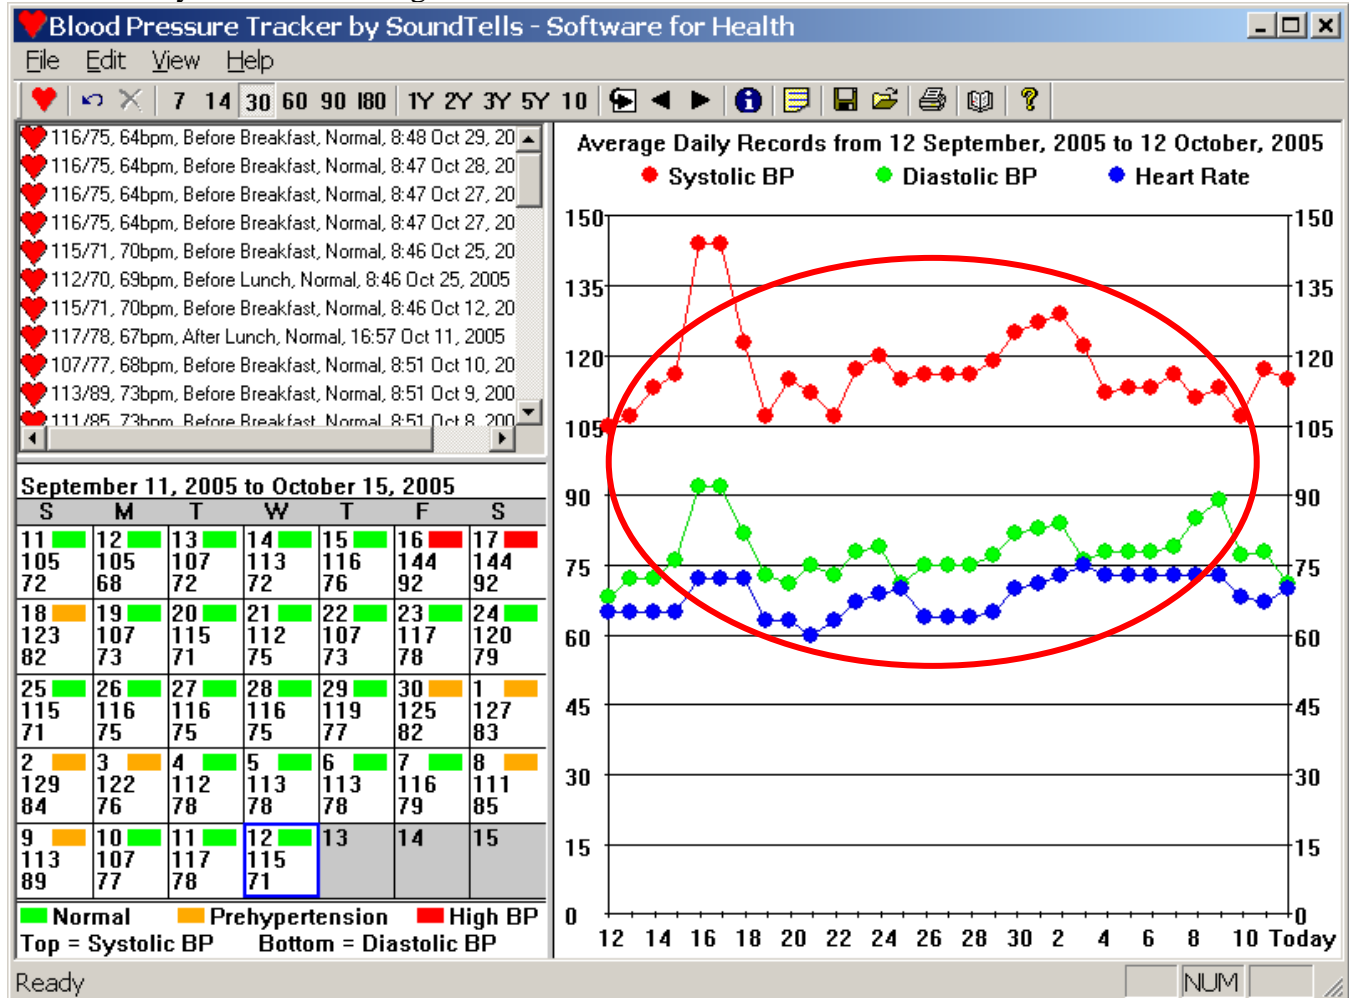 Blood Pressure Tracker by SoundTells - Software for Health
File Edit View Help
7 14 30 60 90 180 1Y 2Y 3Y 5Y 10
116/75, 64bpm, Before Breakfast, Normal, 8:48 Oct 29, 20
116/75, 64bpm, Before Breakfast, Normal, 8:47 Oct 28, 20
116/75, 64bpm, Before Breakfast, Normal, 8:47 Oct 27, 20
116/75, 64bpm, Before Breakfast, Normal, 8:47 Oct 27, 20
115/71, 70bpm, Before Breakfast, Normal, 8:46 Oct 25, 20
112/70, 69bpm, Before Lunch, Normal, 8:46 Oct 25, 2005
115/71, 70bpm, Before Breakfast, Normal, 8:46 Oct 12, 20
117/78, 67bpm, After Lunch, Normal, 16:57 Oct 11, 2005
107/77, 68bpm, Before Breakfast, Normal, 8:51 Oct 10, 20
113/89, 73bpm, Before Breakfast, Normal, 8:51 Oct 9, 200
111/85, 73bpm, Before Breakfast, Normal, 8:51 Oct 8, 200
September 11, 2005 to October 15, 2005
S M T W T F S
11 12 13 14 15 16 17
105 105 107 113 116 144 144
72 68 72 72 76 92 92
18 19 20 21 22 23 24
123 107 115 112 107 117 120
82 73 71 75 73 78 79
25 26 27 28 29 30 1
115 116 116 116 119 125 127
71 75 75 75 77 82 83
2 3 4 5 6 7 8
129 122 112 113 113 116 111
84 76 78 78 78 79 85
9 10 11 12 13 14 15
113 107 117 115
89 77 78 71
Normal Prehypertension High BP
Top = Systolic BP Bottom = Diastolic BP
Average Daily Records from 12 September, 2005 to 12 October, 2005
Systolic BP Diastolic BP Heart Rate
150 150
135 135
120 120
105 105
90 90
75 75
60 60
45 45
30 30
15 15
0 0
12 14 16 18 20 22 24 26 28 30 2 4 6 8 10 Today
Ready NUM